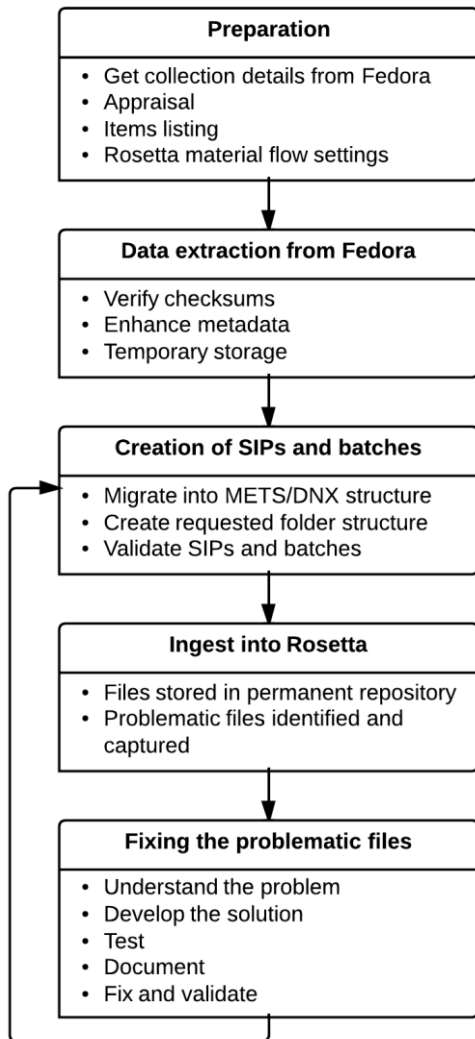 Preparation
• Get collection details from Fedora
• Appraisal
• Items listing
• Rosetta material flow settings
Data extraction from Fedora
• Verify checksums
• Enhance metadata
• Temporary storage
Creation of SIPs and batches
• Migrate into METS/DNX structure
• Create requested folder structure
• Validate SIPs and batches
Ingest into Rosetta
• Files stored in permanent repository
• Problematic files identified and
captured
Fixing the problematic files
• Understand the problem
• Develop the solution
• Test
• Document
• Fix and validate